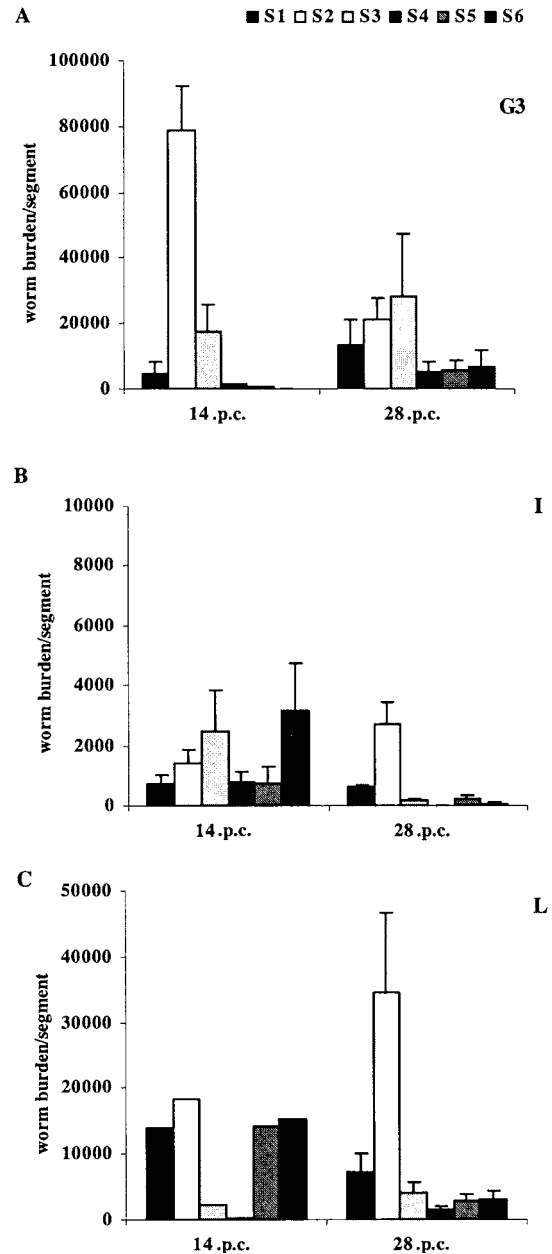 A
S1 S2 S3 S4 S5 S6
G3
worm burden/segment
100000
80000
60000
40000
20000
0
14 .p.c.
28 .p.c.
B
I
worm burden/segment
10000
8000
6000
4000
2000
0
14 .p.c.
28 .p.c.
C
L
worm burden/segment
50000
40000
30000
20000
10000
0
14 .p.c.
28 .p.c.